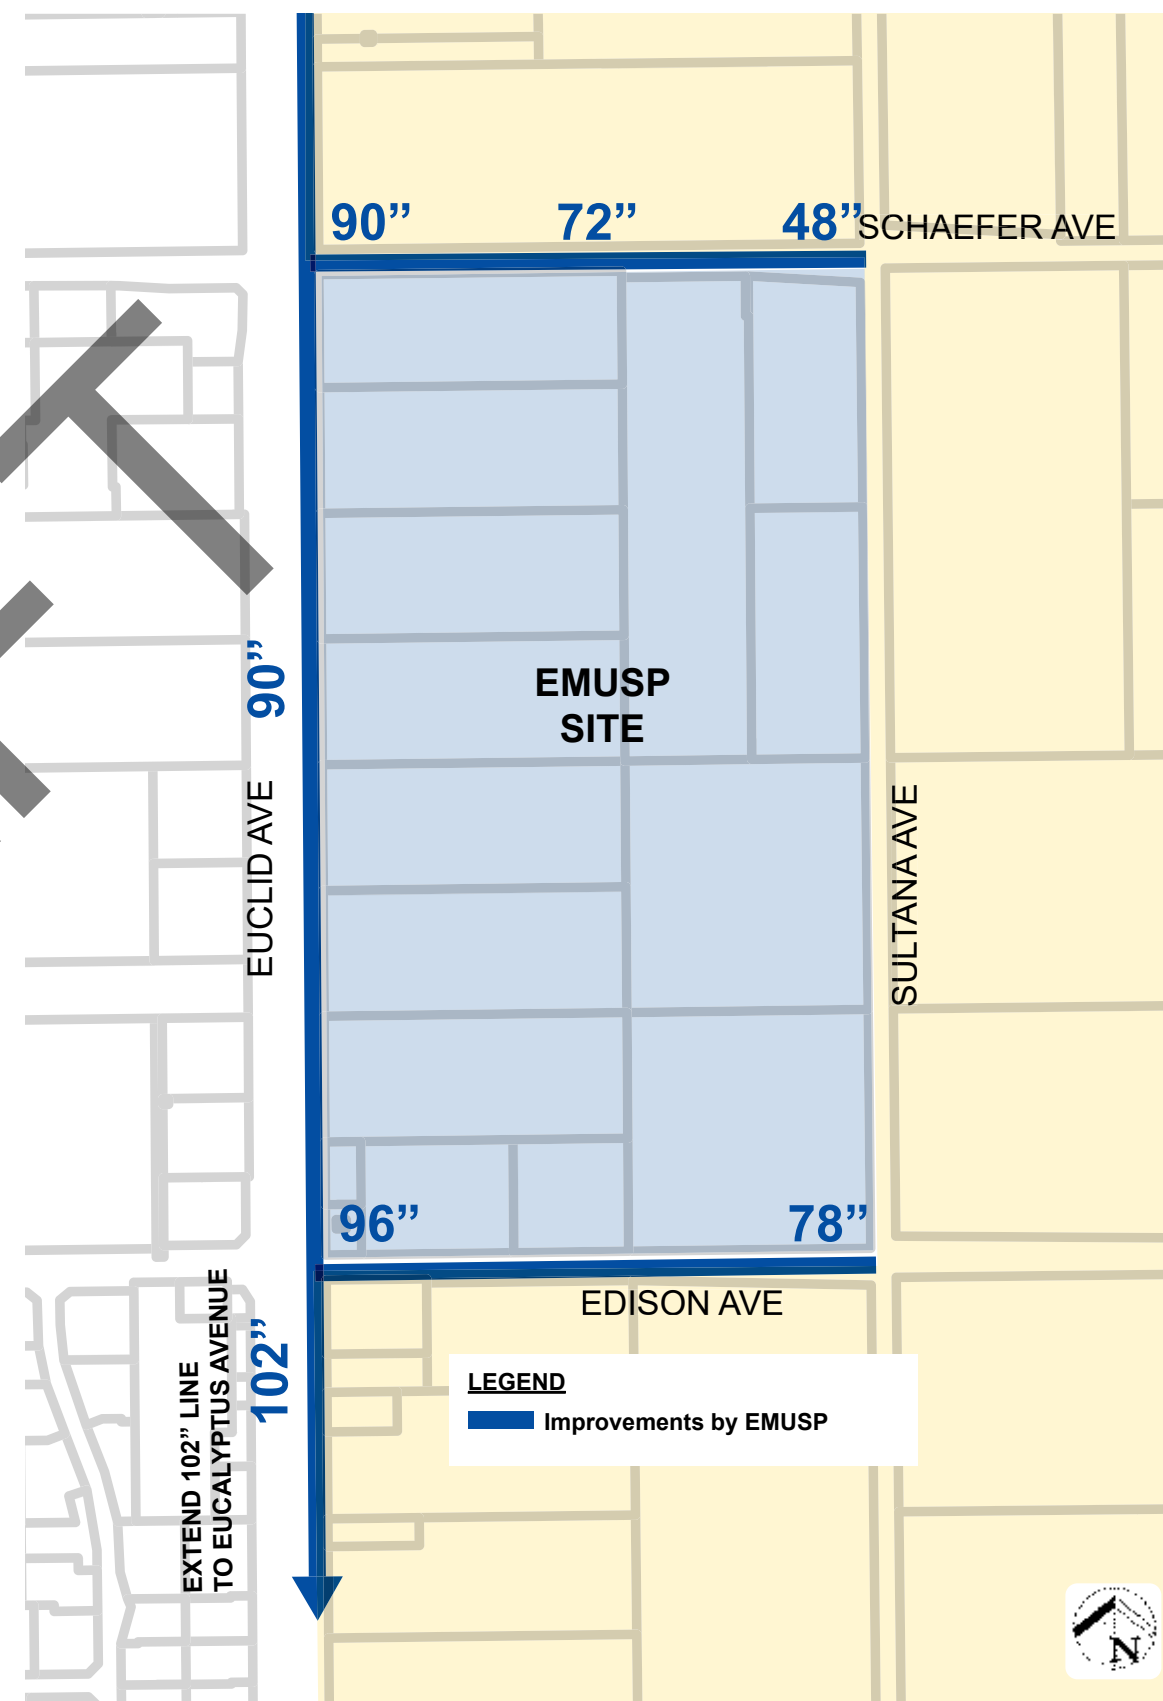 90”
72”
48”
SCHAEFER AVE
EMUSP
SITE
90”
EUCLID AVE
SULTANA AVE
96”
78”
EDISON AVE
102”
EXTEND 102” LINE
TO EUCALYPTUS AVENUE
LEGEND
Improvements by EMUSP
N